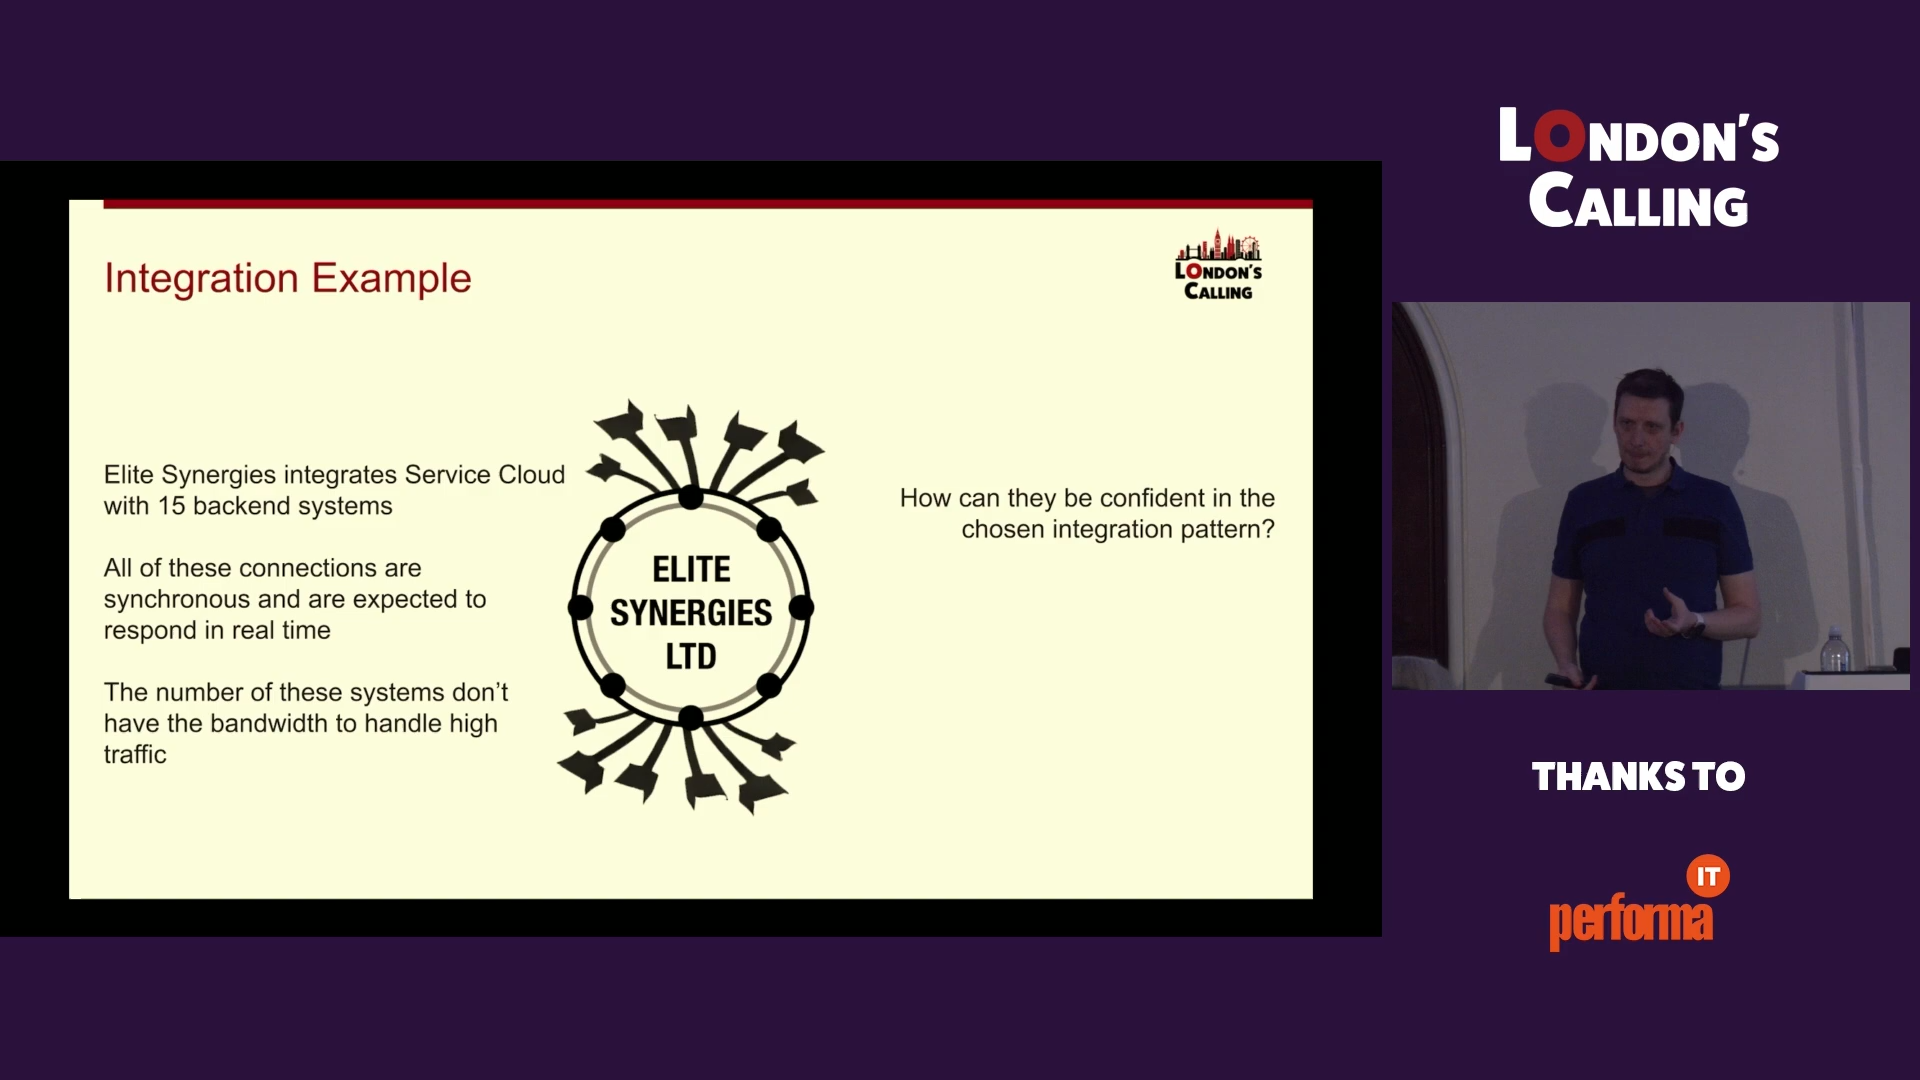 LONDON'S
CALLING
Integration Example
LONDON'S
CALLING
Elite Synergies integrates Service Cloud
with 15 backend systems
All of these connections are
synchronous and are expected to
respond in real time
The number of these systems don't
have the bandwidth to handle high
traffic
ELITE
SYNERGIES
LTD
How can they be confident in the
chosen integration pattern?
THANKS TO
IT
performa